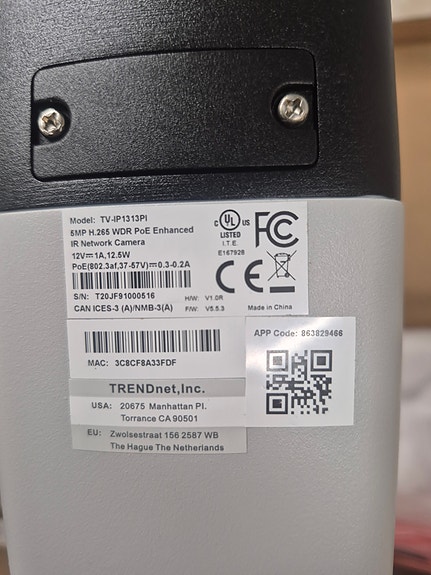 Model: TV-IP1313PI
5MP H.265 WDR PoE Enhanced
IR Network Camera
12V⎓1A,12.5W
PoE(802.3af,37-57V)⎓0.3-0.2A
S/N: T20JF91000516
H/W: V1.0R
CAN ICES-3 (A)/NMB-3(A)
F/W: V5.5.3
c UL US
LISTED
I.T.E.
E167928
FC
CE
Made in China
MAC: 3C8CF8A33FDF
APP Code: 863829466
TRENDnet,Inc.
USA: 20675 Manhattan Pl.
Torrance CA 90501
EU: Zwolsestraat 156 2587 WB
The Hague The Netherlands